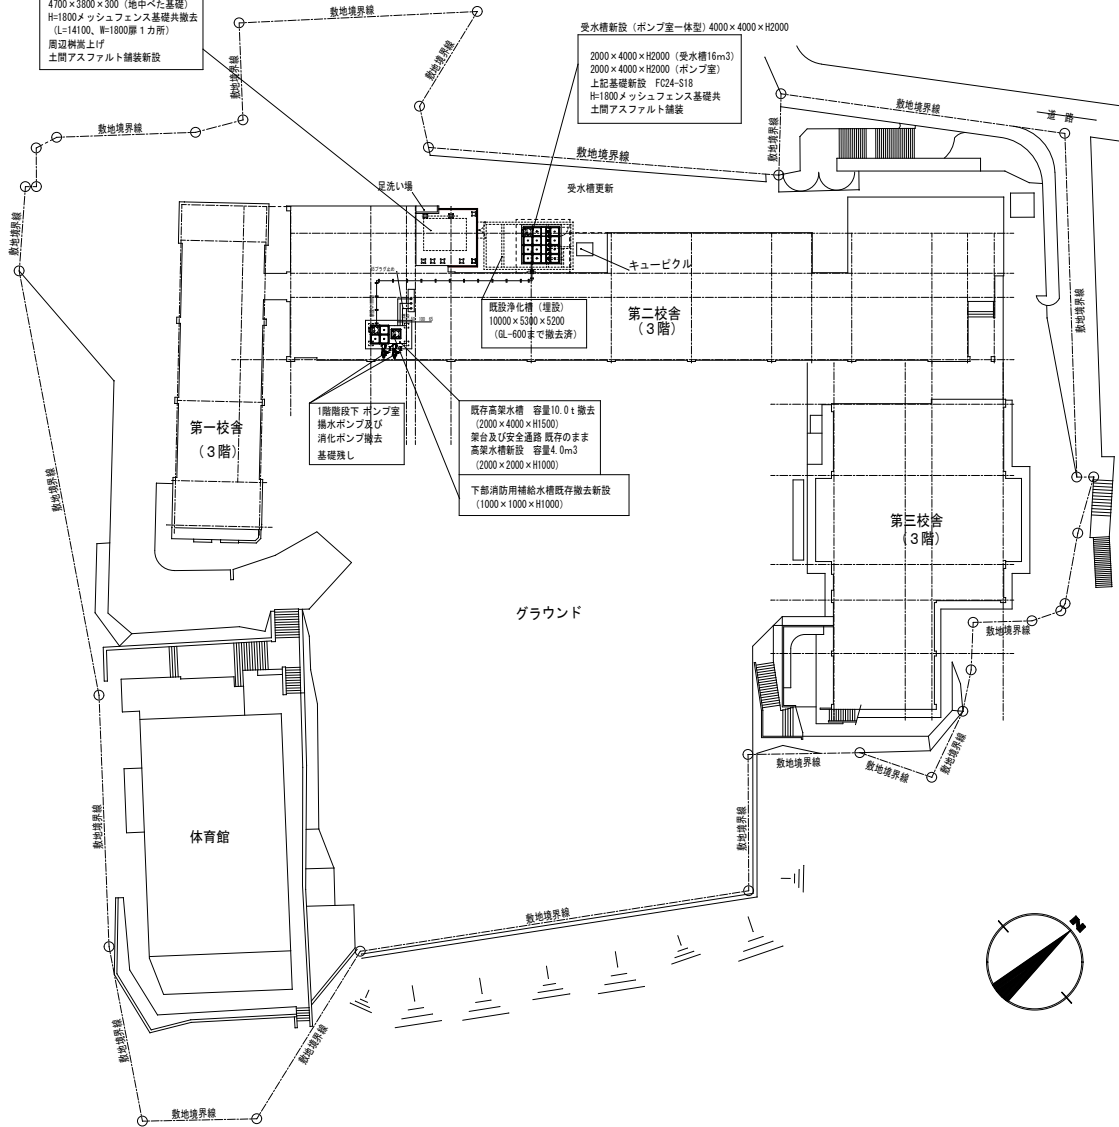 4700×3800×300（地中べた基礎）
H=1800メッシュフェンス基礎共撤去
（L=14100、W=1800扉１カ所）
周辺桝嵩上げ
土間アスファルト舗装新設
敷地境界線
敷地境界線
敷地境界線
敷地境界線
敷地境界線
受水槽新設（ポンプ室一体型）4000×4000×H2000
2000×4000×H2000（受水槽16m3）
2000×4000×H2000（ポンプ室）
上記基礎新設　FC24-S18
H=1800メッシュフェンス基礎共
土間アスファルト舗装
敷地境界線
敷地境界線
道路
敷地境界線
敷地境界線
足洗い場
受水槽更新
キュービクル
既設浄化槽（埋設）
10000×5300×5200
（GL-600まで撤去済）
第二校舎
（３階）
敷地境界線
第一校舎
（３階）
1階階段下 ポンプ室
揚水ポンプ及び
消化ポンプ撤去
基礎残し
既存高架水槽　容量10.0ｔ撤去
（2000×4000×H1500）
架台及び安全通路 既存のまま
高架水槽新設　容量4.0m3
（2000×2000×H1000）
下部消防用補給水槽既存撤去新設
（1000×1000×H1000）
敷地境界線
第三校舎
（３階）
グラウンド
敷地境界線
敷地境界線
敷地境界線
敷地境界線
敷地境界線
敷地境界線
体育館
敷地境界線
N
敷地境界線
敷地境界線
敷地境界線